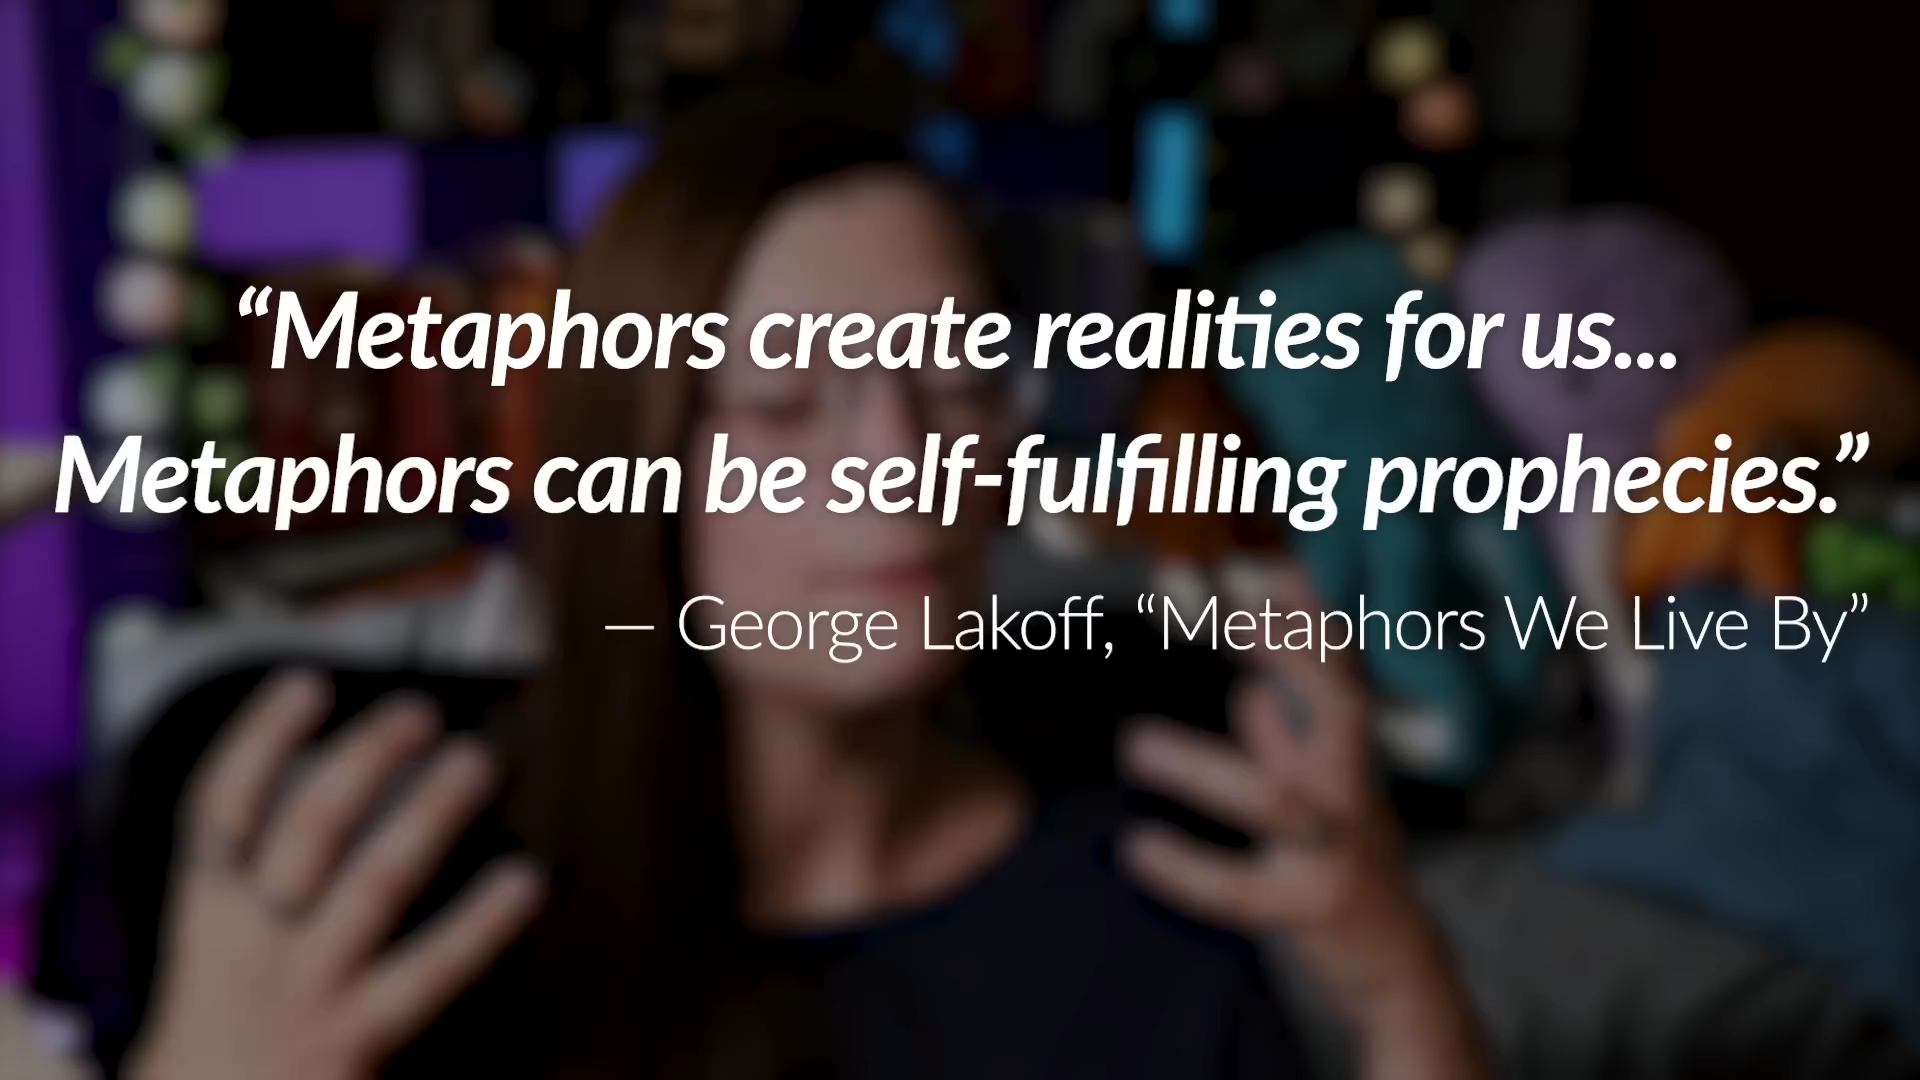 “Metaphors create realities for us...
Metaphors can be self-fulfilling prophecies.”
— George Lakoff, “Metaphors We Live By”